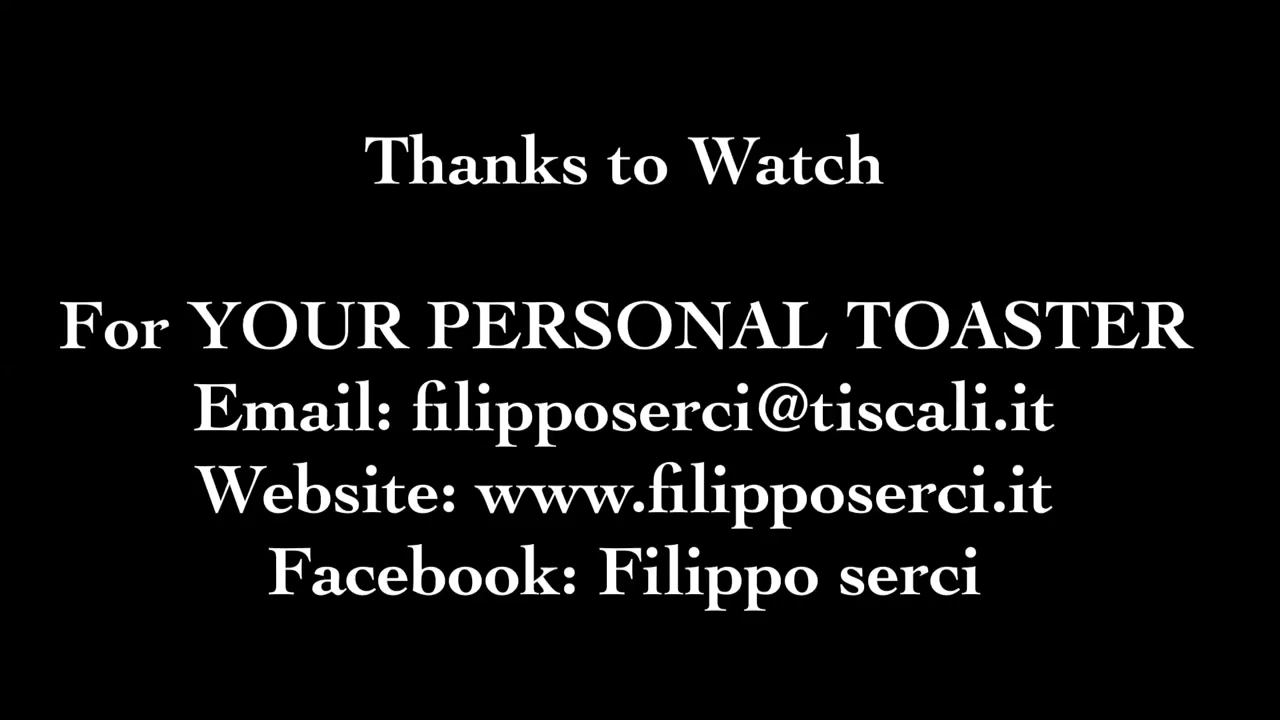 Thanks to Watch
For YOUR PERSONAL TOASTER
Email: filipposerci@tiscali.it
Website: www.filipposerci.it
Facebook: Filippo serci